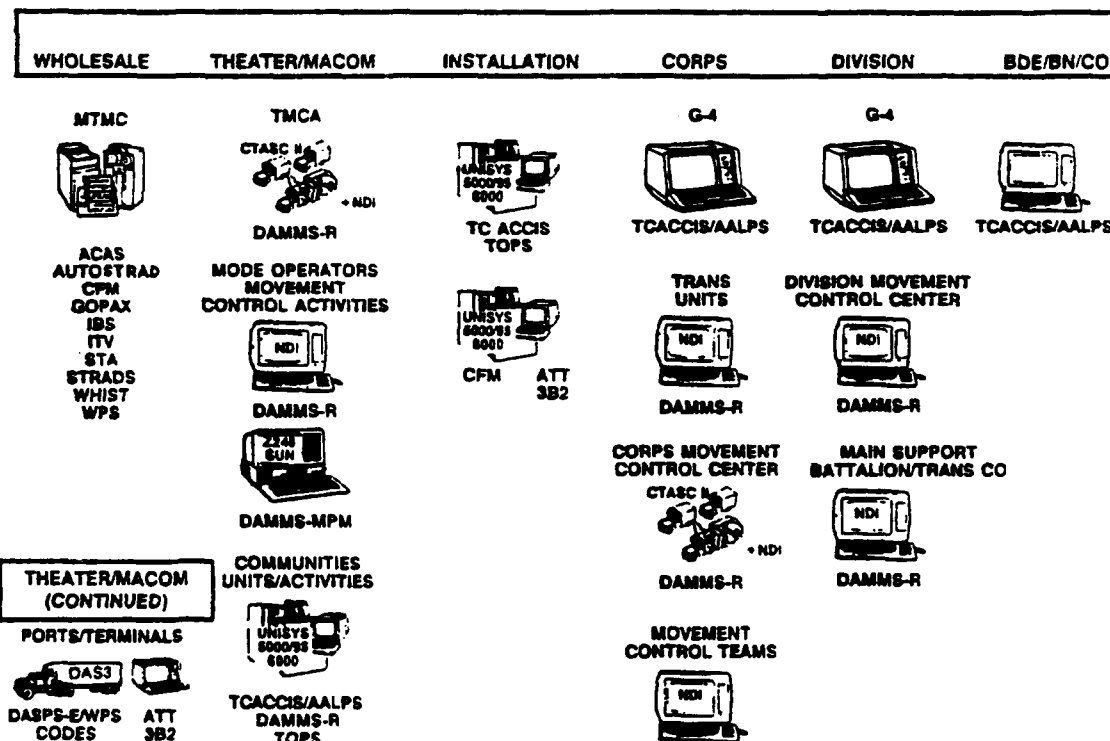 WHOLESALE
THEATER/MACOM
INSTALLATION
CORPS
DIVISION
BDE/BN/CO
MTMC
ACAS
AUTOSTRAD
CFM
GOPAX
IBS
ITV
STA
STRADS
WHIST
WPS
TMCA
CTASC II
+ NDI
DAMMS-R
MODE OPERATORS
MOVEMENT
CONTROL ACTIVITIES
NDI
DAMMS-R
Z248
SUN
DAMMS-MPM
COMMUNITIES
UNITS/ACTIVITIES
UNISYS
5000/95
6000
TCACCIS/AALPS
DAMMS-R
TOPS
THEATER/MACOM
(CONTINUED)
PORTS/TERMINALS
DAS3
DASPS-E/WPS
CODES
ATT
3B2
UNISYS
5000/95
6000
TC ACCIS
TOPS
UNISYS
5000/95
6000
CFM
ATT
3B2
G-4
TCACCIS/AALPS
TRANS
UNITS
NDI
DAMMS-R
CORPS MOVEMENT
CONTROL CENTER
CTASC II
+ NDI
DAMMS-R
MOVEMENT
CONTROL TEAMS
NDI
G-4
TCACCIS/AALPS
DIVISION MOVEMENT
CONTROL CENTER
NDI
DAMMS-R
MAIN SUPPORT
BATTALION/TRANS CO
NDI
DAMMS-R
TCACCIS/AALPS